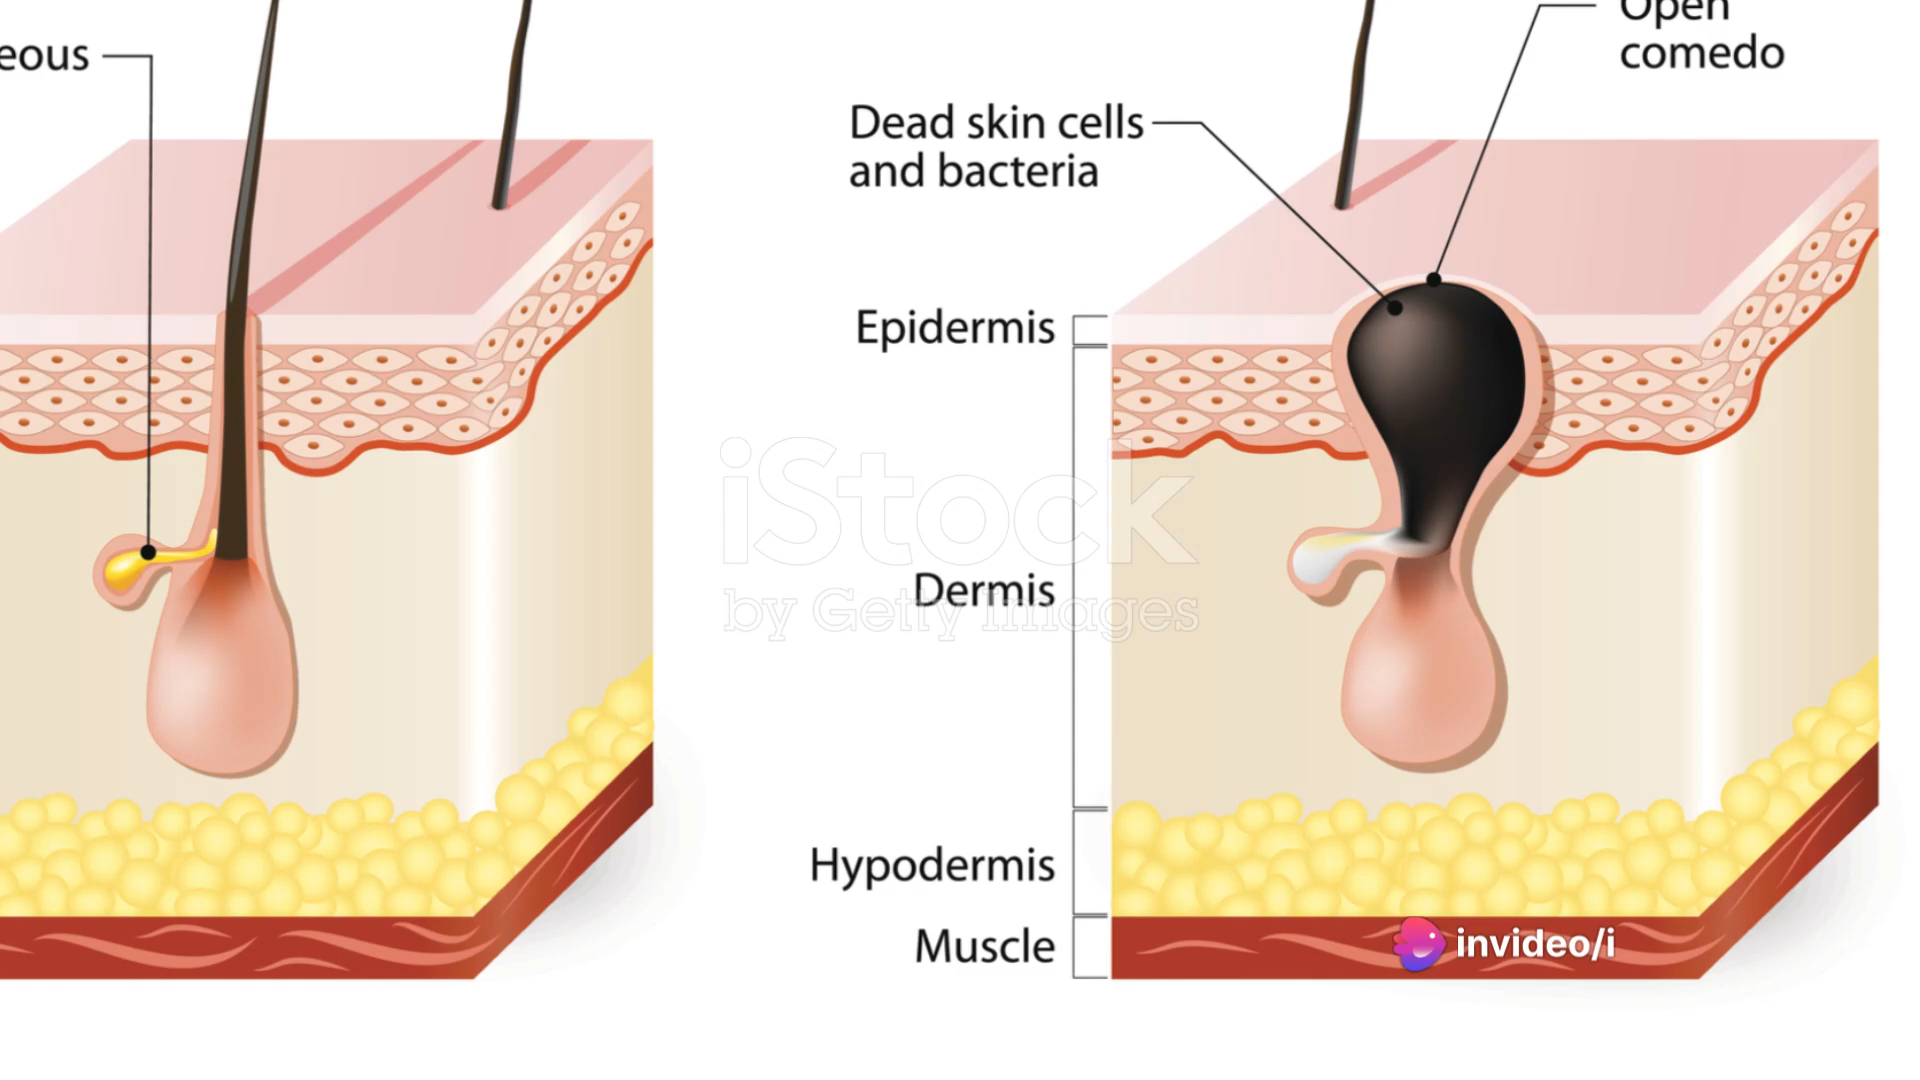 eous
Open
comedo
Dead skin cells
and bacteria
Epidermis
iStock
by Getty Images
Dermis
Hypodermis
Muscle
invideo/i